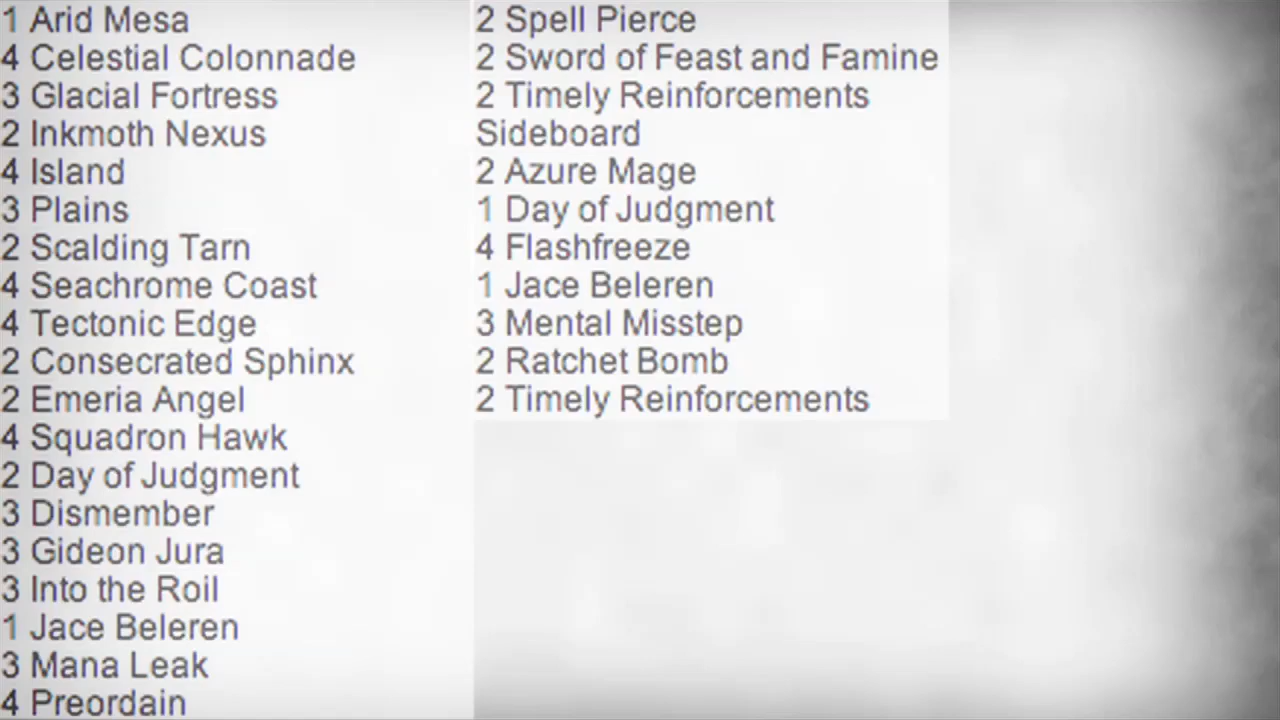 1 Arid Mesa
4 Celestial Colonnade
3 Glacial Fortress
2 Inkmoth Nexus
4 Island
3 Plains
2 Scalding Tarn
4 Seachrome Coast
4 Tectonic Edge
2 Consecrated Sphinx
2 Emeria Angel
4 Squadron Hawk
2 Day of Judgment
3 Dismember
3 Gideon Jura
3 Into the Roil
1 Jace Beleren
3 Mana Leak
4 Preordain
2 Spell Pierce
2 Sword of Feast and Famine
2 Timely Reinforcements
Sideboard
2 Azure Mage
1 Day of Judgment
4 Flashfreeze
1 Jace Beleren
3 Mental Misstep
2 Ratchet Bomb
2 Timely Reinforcements